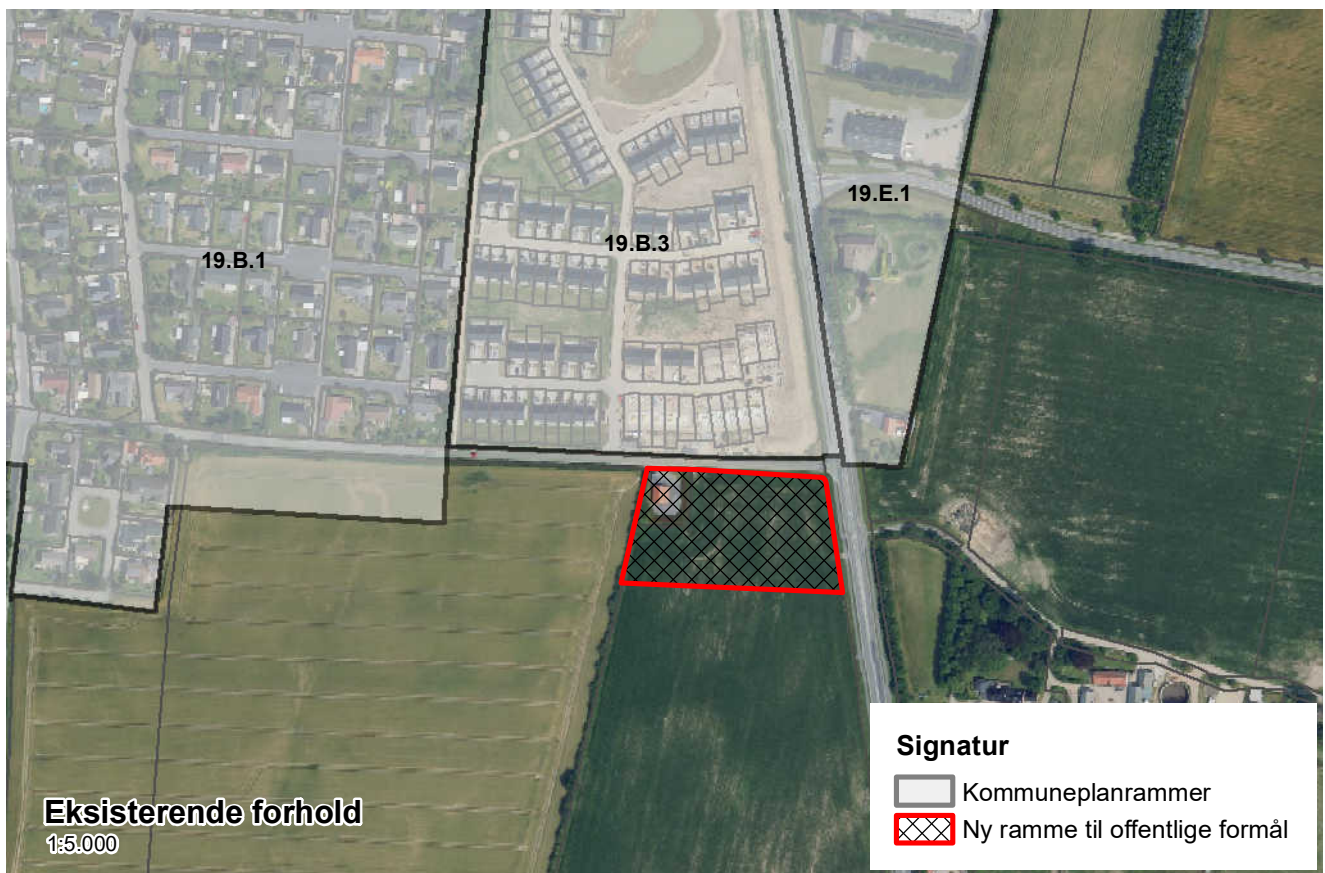 19.E.1
19.B.3
19.B.1
Signatur
Kommuneplanrammer
Ny ramme til offentlige formål
Eksisterende forhold
1:5.000